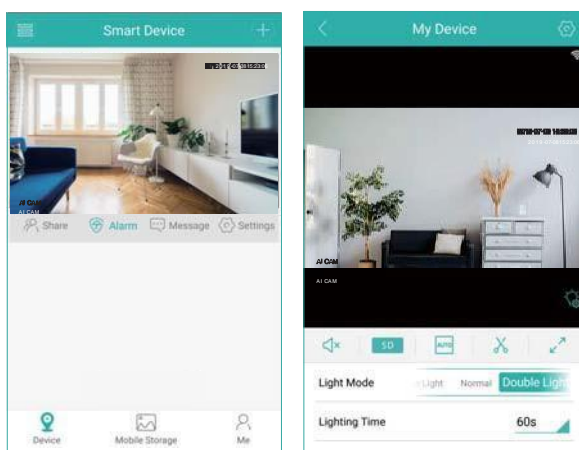 Smart Device
AI CAM
AI CAM
Share
Alarm
Message
Settings
Device
Mobile Storage
Me
My Device
AI CAM
AI CAM
SD
AUTO
Light Mode
Light
Normal
Double Light
Lighting Time
60s